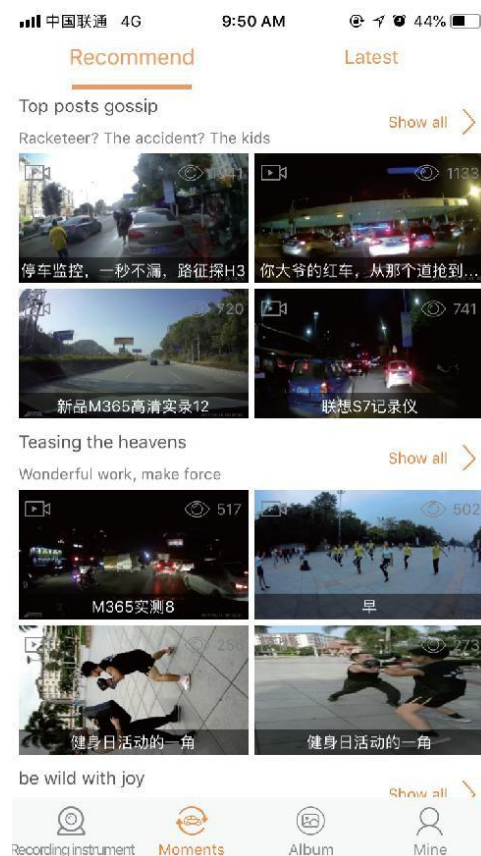 中国联通 4G 9:50 AM 44%
Recommend Latest
Top posts gossip
Show all
Racketeer? The accident? The kids
1133
停车监控，一秒不漏，路征探H3
你大爷的红车，从那个道抢到...
720
741
新品M365高清实录12
联想S7记录仪
Teasing the heavens
Show all
Wonderful work, make force
517
502
M365实测8
早
256
273
健身日活动的一角
健身日活动的一角
be wild with joy
Show all
Recording instrument Moments Album Mine